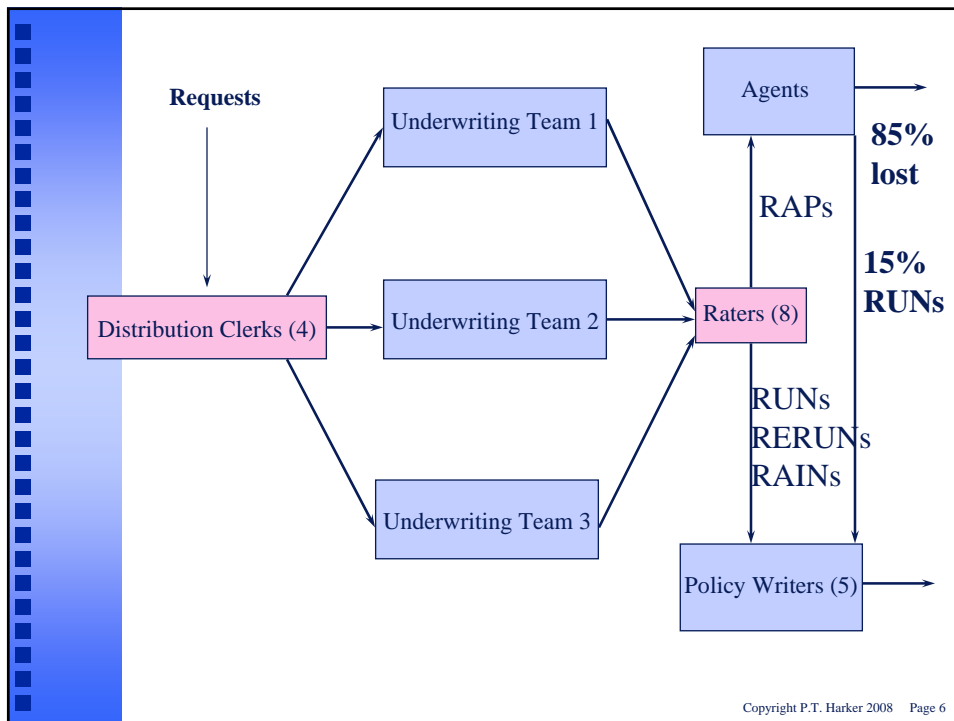 Requests
Underwriting Team 1
Agents
85%
lost
RAPs
15%
RUNs
Distribution Clerks (4)
Underwriting Team 2
Raters (8)
RUNs
RERUNs
RAINs
Underwriting Team 3
Policy Writers (5)
Copyright P.T. Harker 2008 Page 6